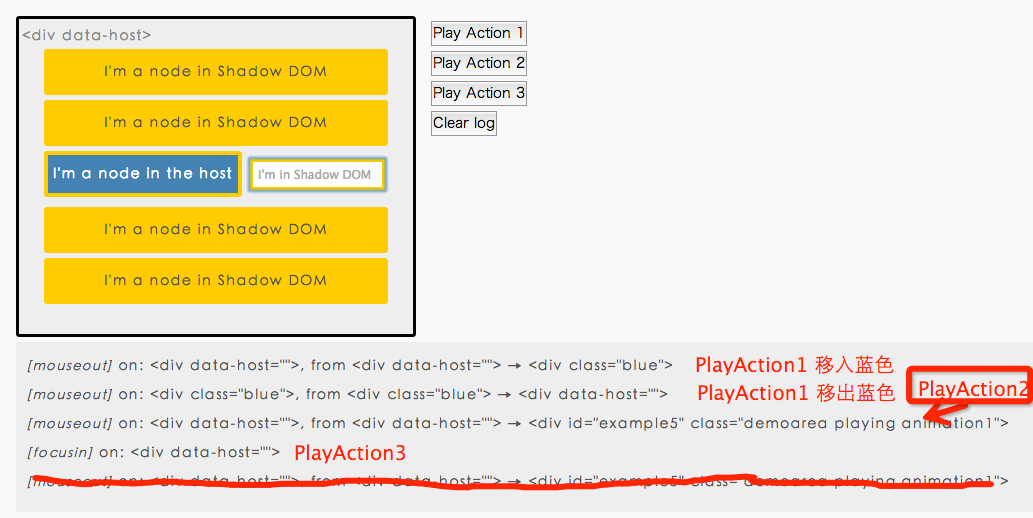 <div data-host>
I'm a node in Shadow DOM
I'm a node in Shadow DOM
I'm a node in the host
I'm in Shadow DOM
I'm a node in Shadow DOM
I'm a node in Shadow DOM
Play Action 1
Play Action 2
Play Action 3
Clear log
[mouseout] on: <div data-host="">, from <div data-host=""> → <div class="blue"> PlayAction1 移入蓝色
[mouseout] on: <div class="blue">, from <div class="blue"> → <div data-host=""> PlayAction1 移出蓝色 PlayAction2
[mouseout] on: <div data-host="">, from <div data-host=""> → <div id="example5" class="demoarea playing animation1">
[focusin] on: <div data-host=""> PlayAction3
[mouseout] on: <div data-host="">, from <div data-host=""> → <div id="example5" class="demoarea playing animation1">